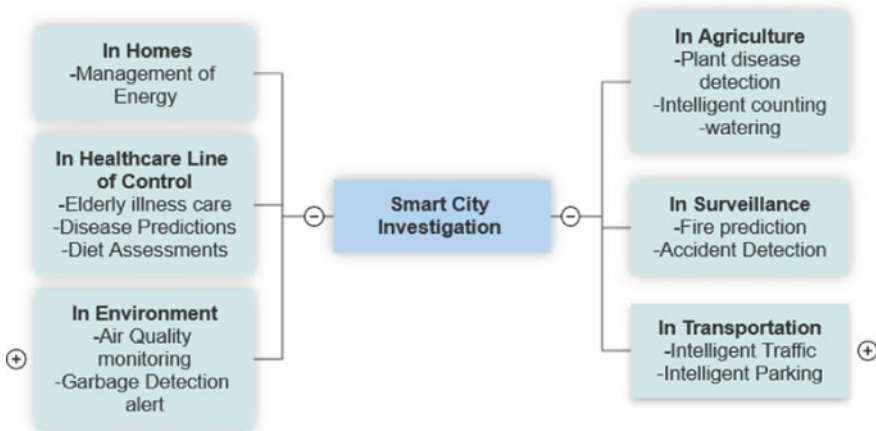 In Homes
-Management of
Energy
In Healthcare Line
of Control
-Elderly illness care
-Disease Predictions
-Diet Assessments
In Environment
-Air Quality
monitoring
-Garbage Detection
alert
Smart City
Investigation
In Agriculture
-Plant disease
detection
-Intelligent counting
-watering
In Surveillance
-Fire prediction
-Accident Detection
In Transportation
-Intelligent Traffic
-Intelligent Parking